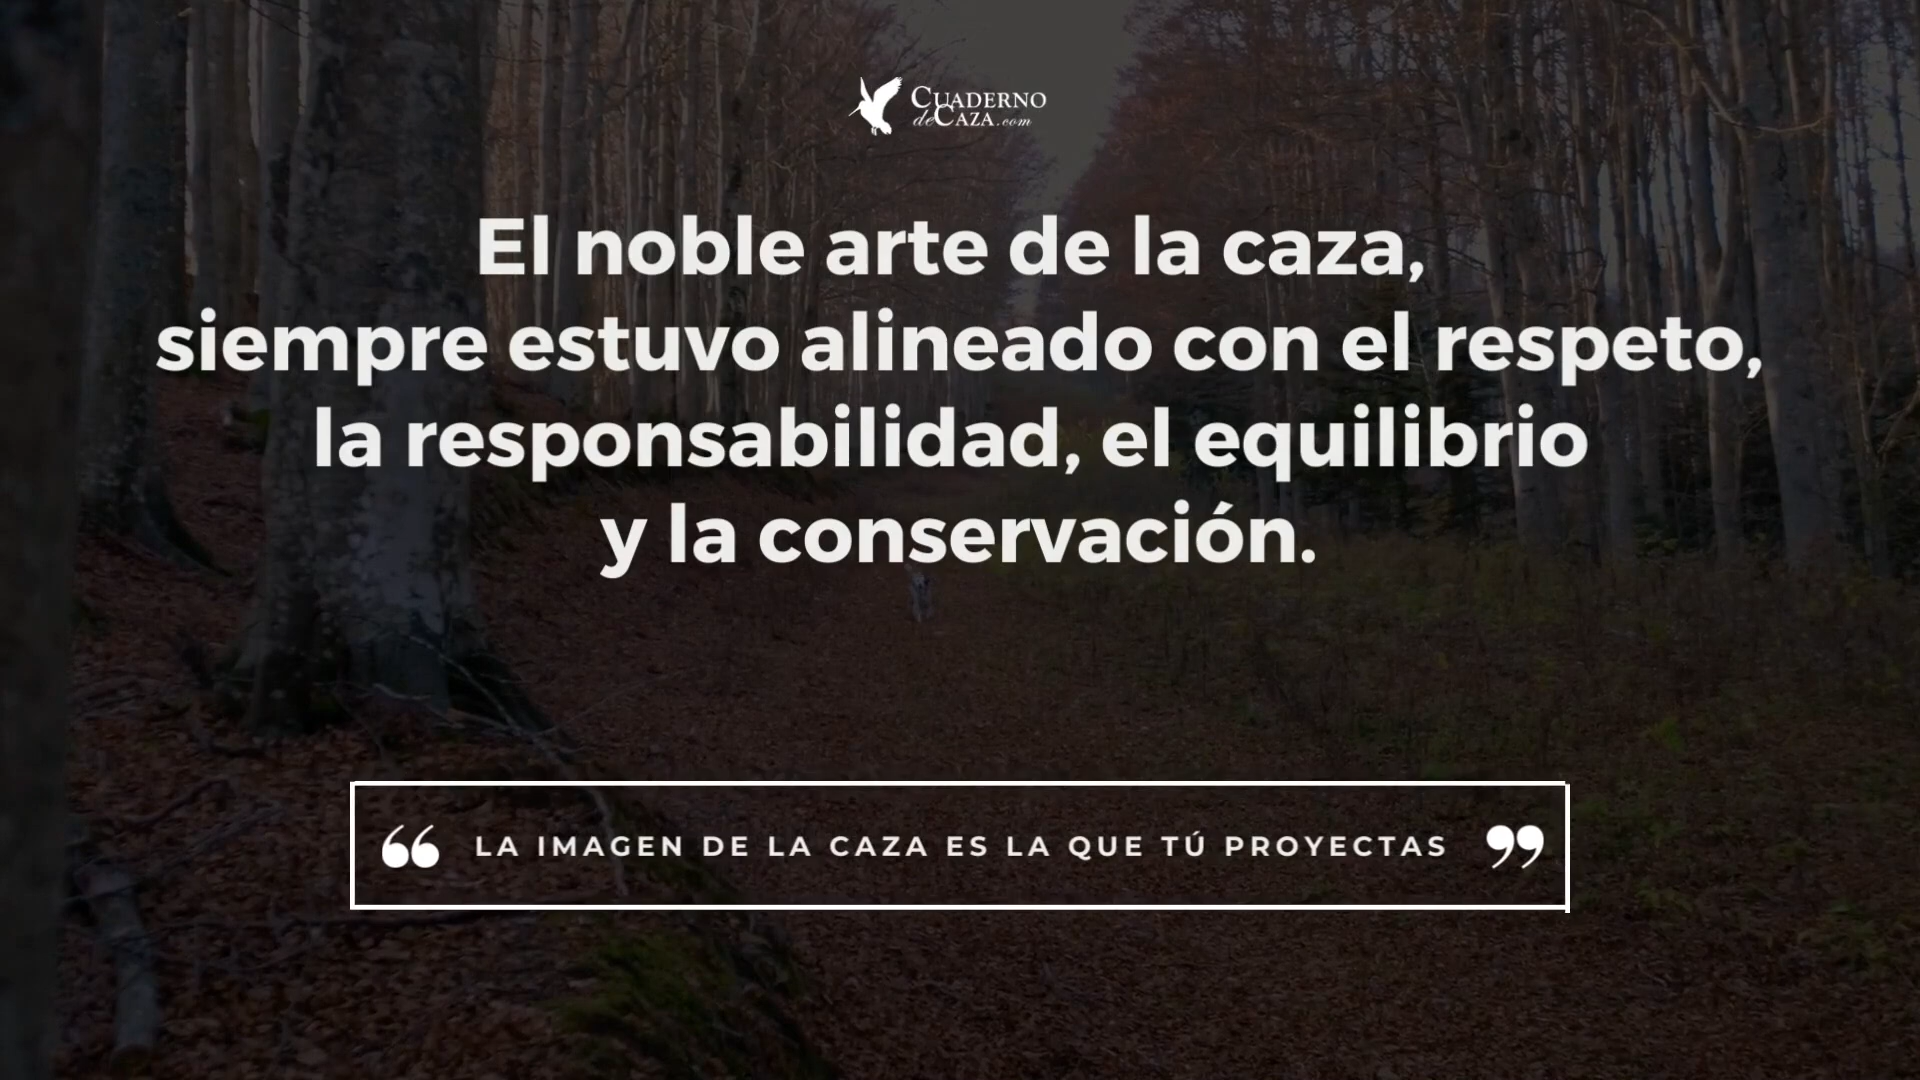 CUADERNO
deCAZA.com
El noble arte de la caza,
siempre estuvo alineado con el respeto,
la responsabilidad, el equilibrio
y la conservación.
“ LA IMAGEN DE LA CAZA ES LA QUE TÚ PROYECTAS ”